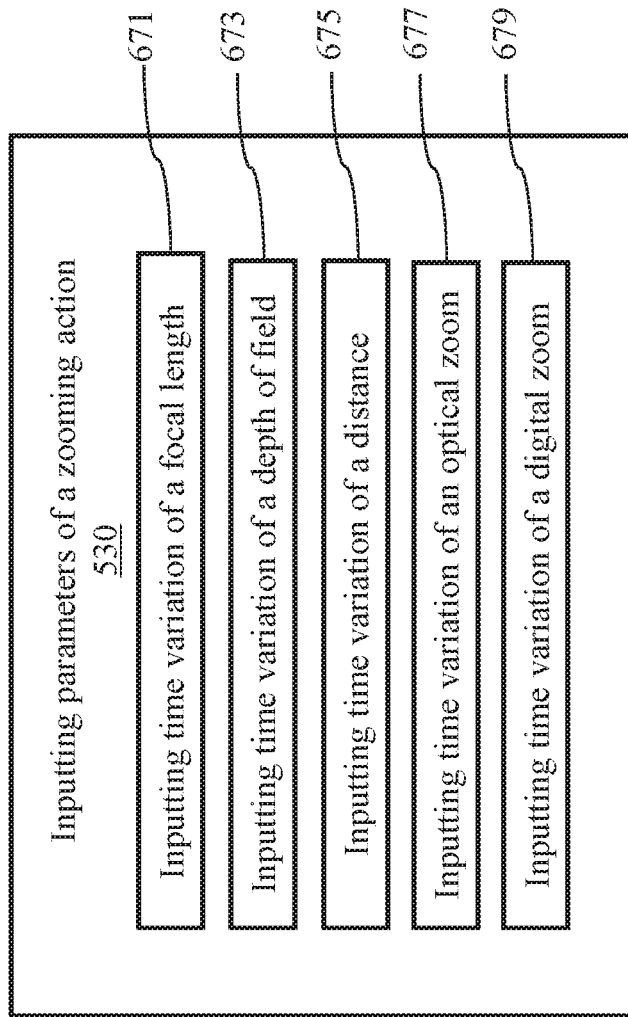 Inputting parameters of a zooming action
530
Inputting time variation of a focal length 671
Inputting time variation of a depth of field 673
Inputting time variation of a distance 675
Inputting time variation of an optical zoom 677
Inputting time variation of a digital zoom 679